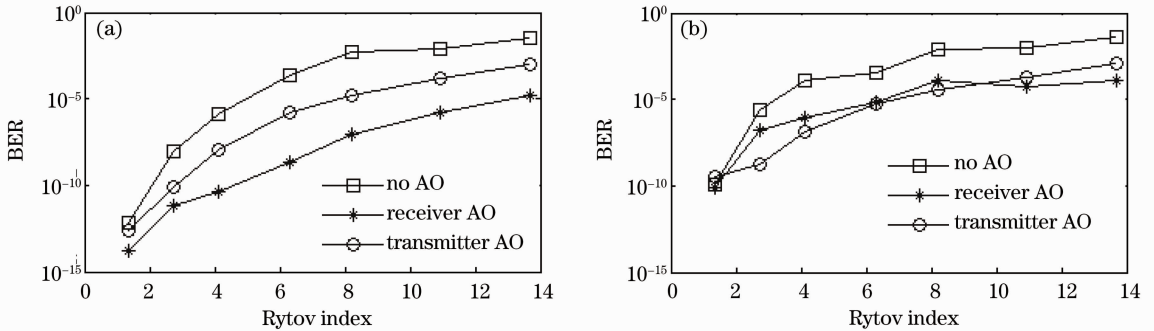 (a)
BER
10⁰
10⁻⁵
10⁻¹⁰
10⁻¹⁵
0 2 4 6 8 10 12 14
Rytov index
no AO
receiver AO
transmitter AO
(b)
BER
10⁰
10⁻⁵
10⁻¹⁰
10⁻¹⁵
0 2 4 6 8 10 12 14
Rytov index
no AO
receiver AO
transmitter AO